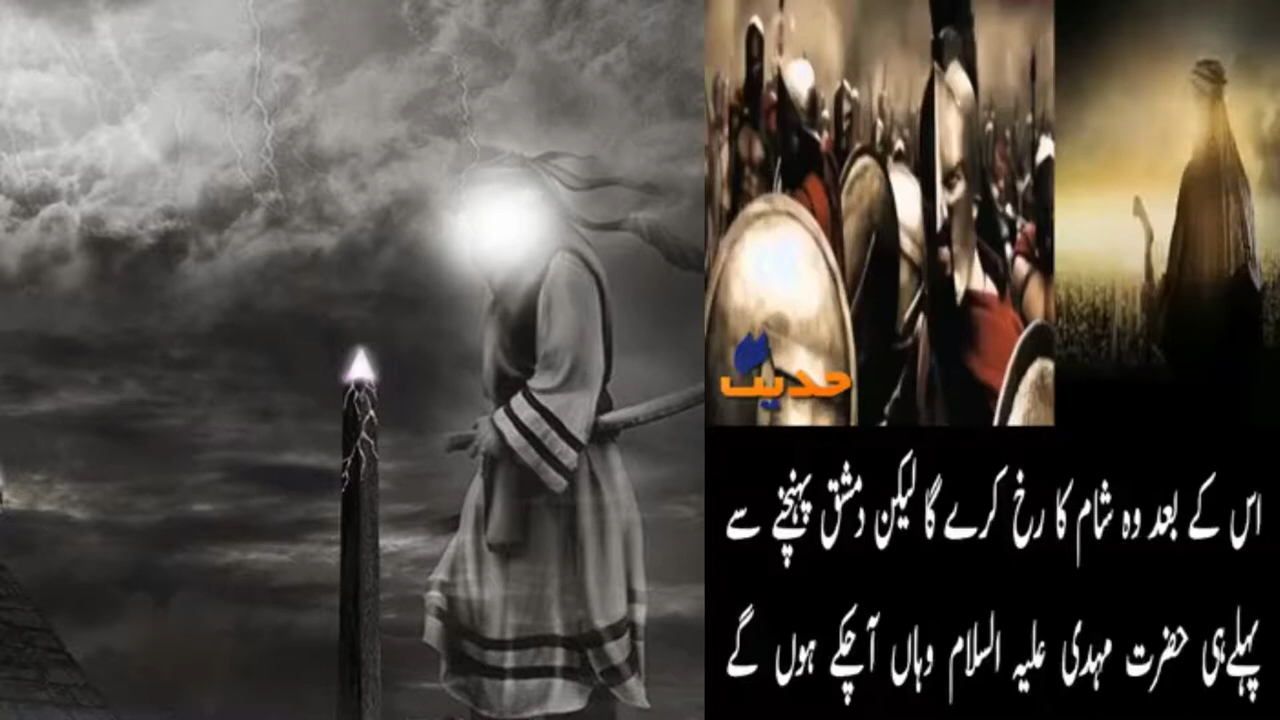 حدیث
اس کے بعد وہ شام کا رخ کرے گا لیکن دمشق پہنچنے سے
پہلے ہی حضرت مہدی علیہ السلام وہاں آچکے ہوں گے